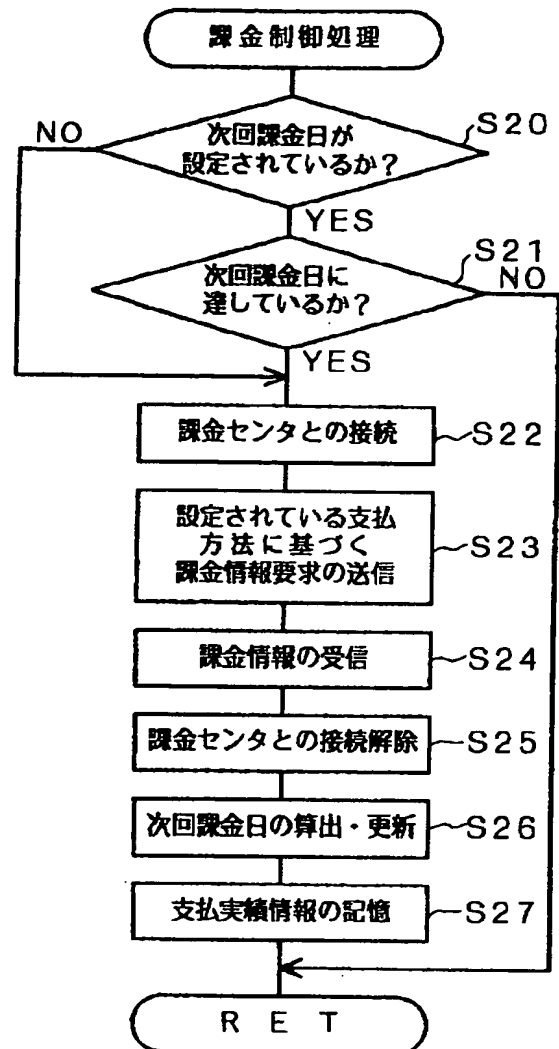 課金制御処理
次回課金日が
設定されているか?
S20
NO
YES
次回課金日に
達しているか?
S21
NO
YES
課金センタとの接続
S22
設定されている支払
方法に基づく
課金情報要求の送信
S23
課金情報の受信
S24
課金センタとの接続解除
S25
次回課金日の算出・更新
S26
支払実績情報の記憶
S27
RET